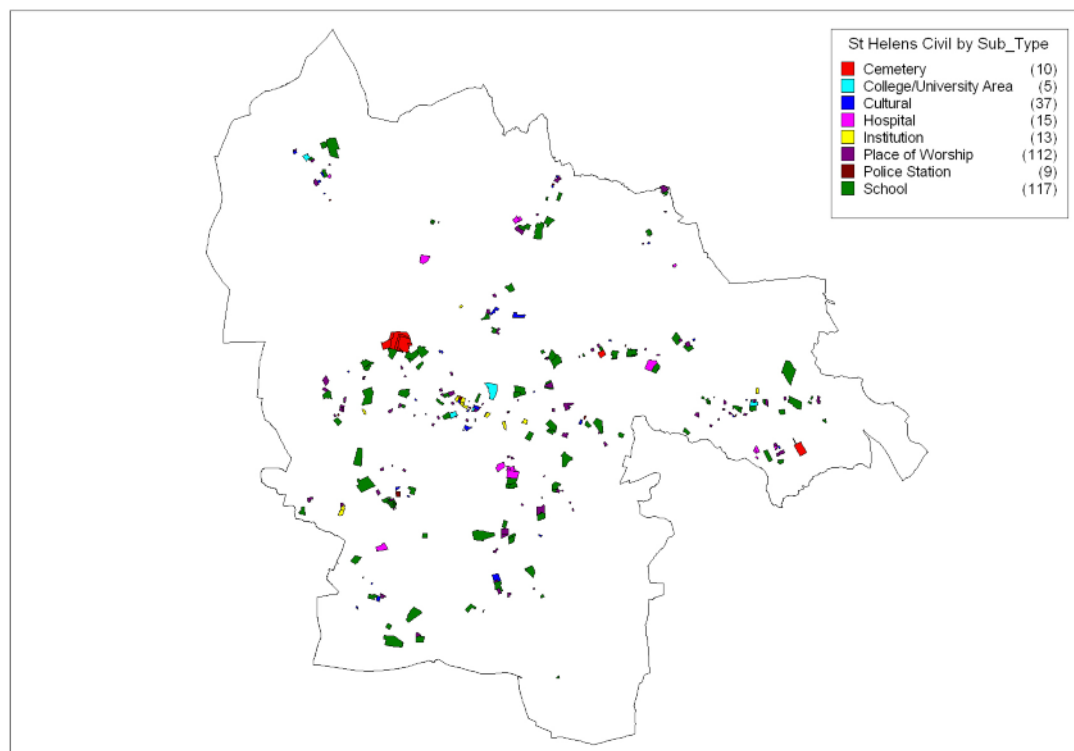 St Helens Civil by Sub_Type
Cemetery (10)
College/University Area (5)
Cultural (37)
Hospital (15)
Institution (13)
Place of Worship (112)
Police Station (9)
School (117)